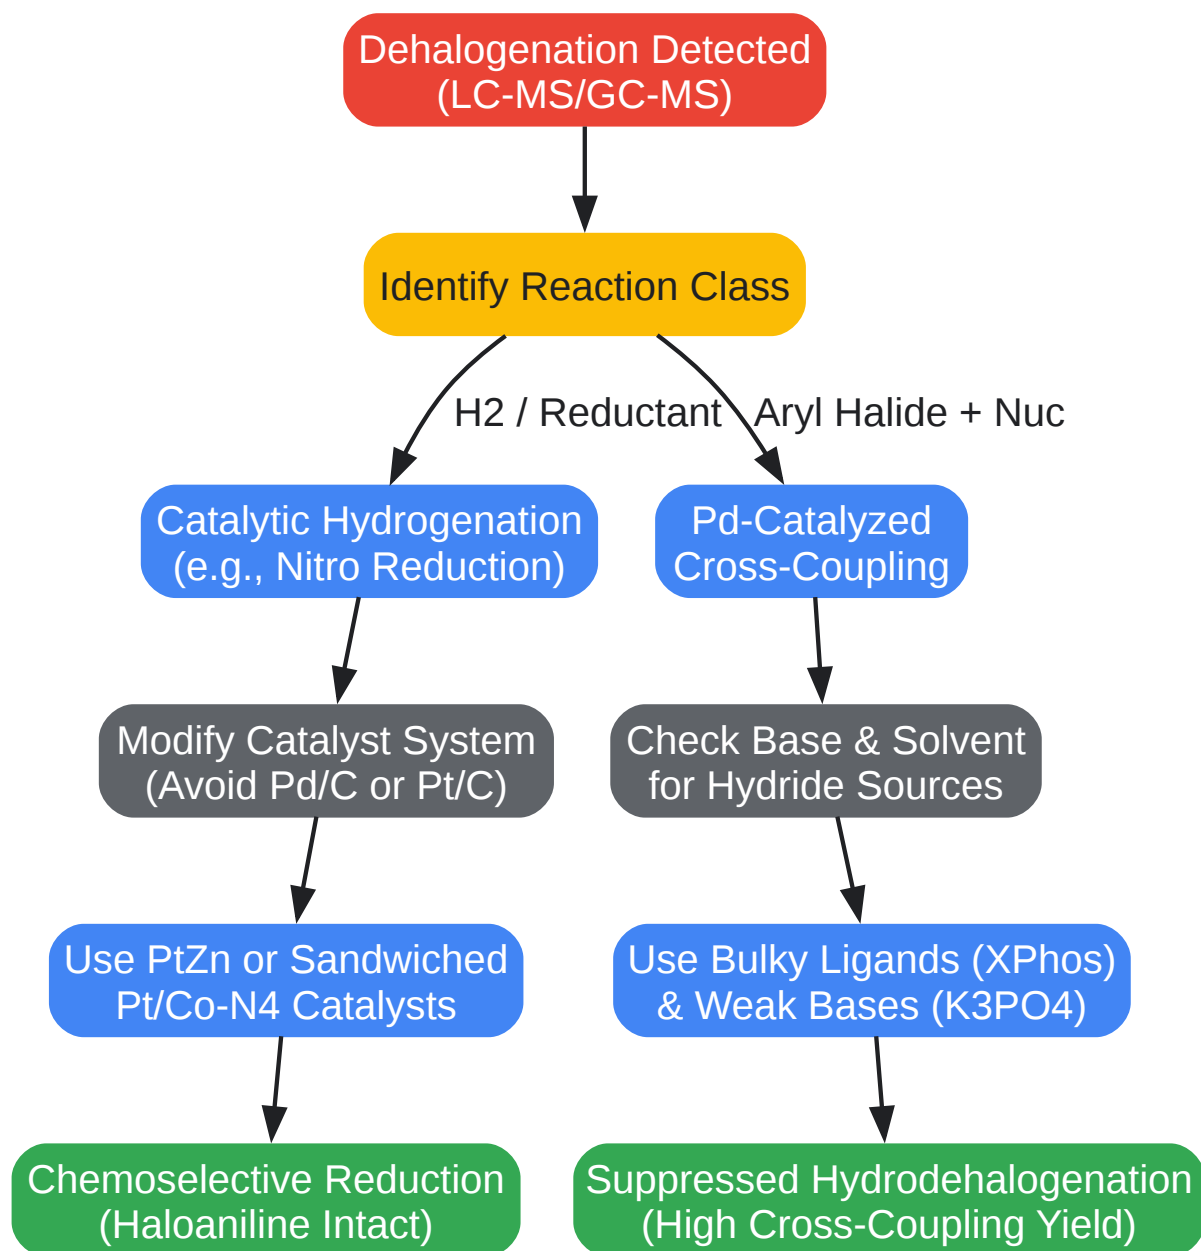 Dehalogenation Detected
(LC-MS/GC-MS)
Identify Reaction Class
H2 / Reductant
Aryl Halide + Nuc
Catalytic Hydrogenation
(e.g., Nitro Reduction)
Pd-Catalyzed
Cross-Coupling
Modify Catalyst System
(Avoid Pd/C or Pt/C)
Check Base & Solvent
for Hydride Sources
Use PtZn or Sandwiched
Pt/Co-N4 Catalysts
Use Bulky Ligands (XPhos)
& Weak Bases (K3PO4)
Chemoselective Reduction
(Haloaniline Intact)
Suppressed Hydrodehalogenation
(High Cross-Coupling Yield)